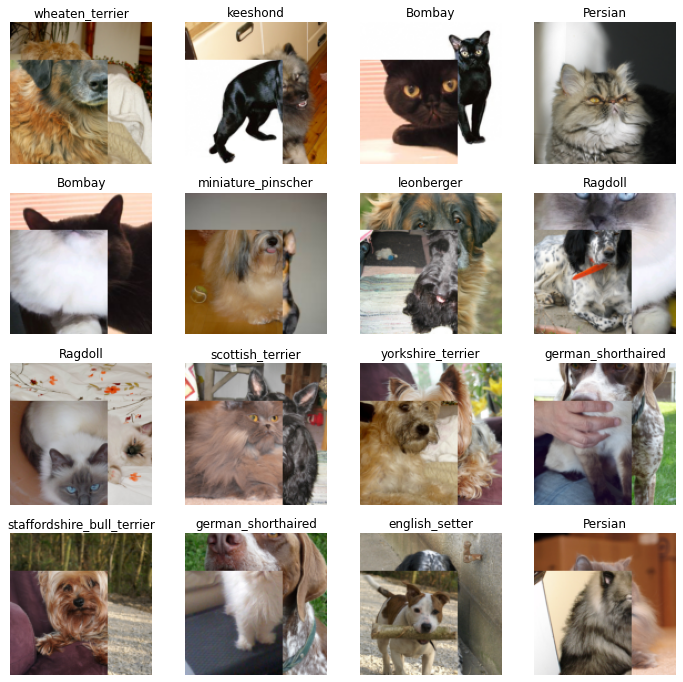 wheaten_terrier
keeshond
Bombay
Persian
Bombay
miniature_pinscher
leonberger
Ragdoll
Ragdoll
scottish_terrier
yorkshire_terrier
german_shorthaired
staffordshire_bull_terrier
german_shorthaired
english_setter
Persian